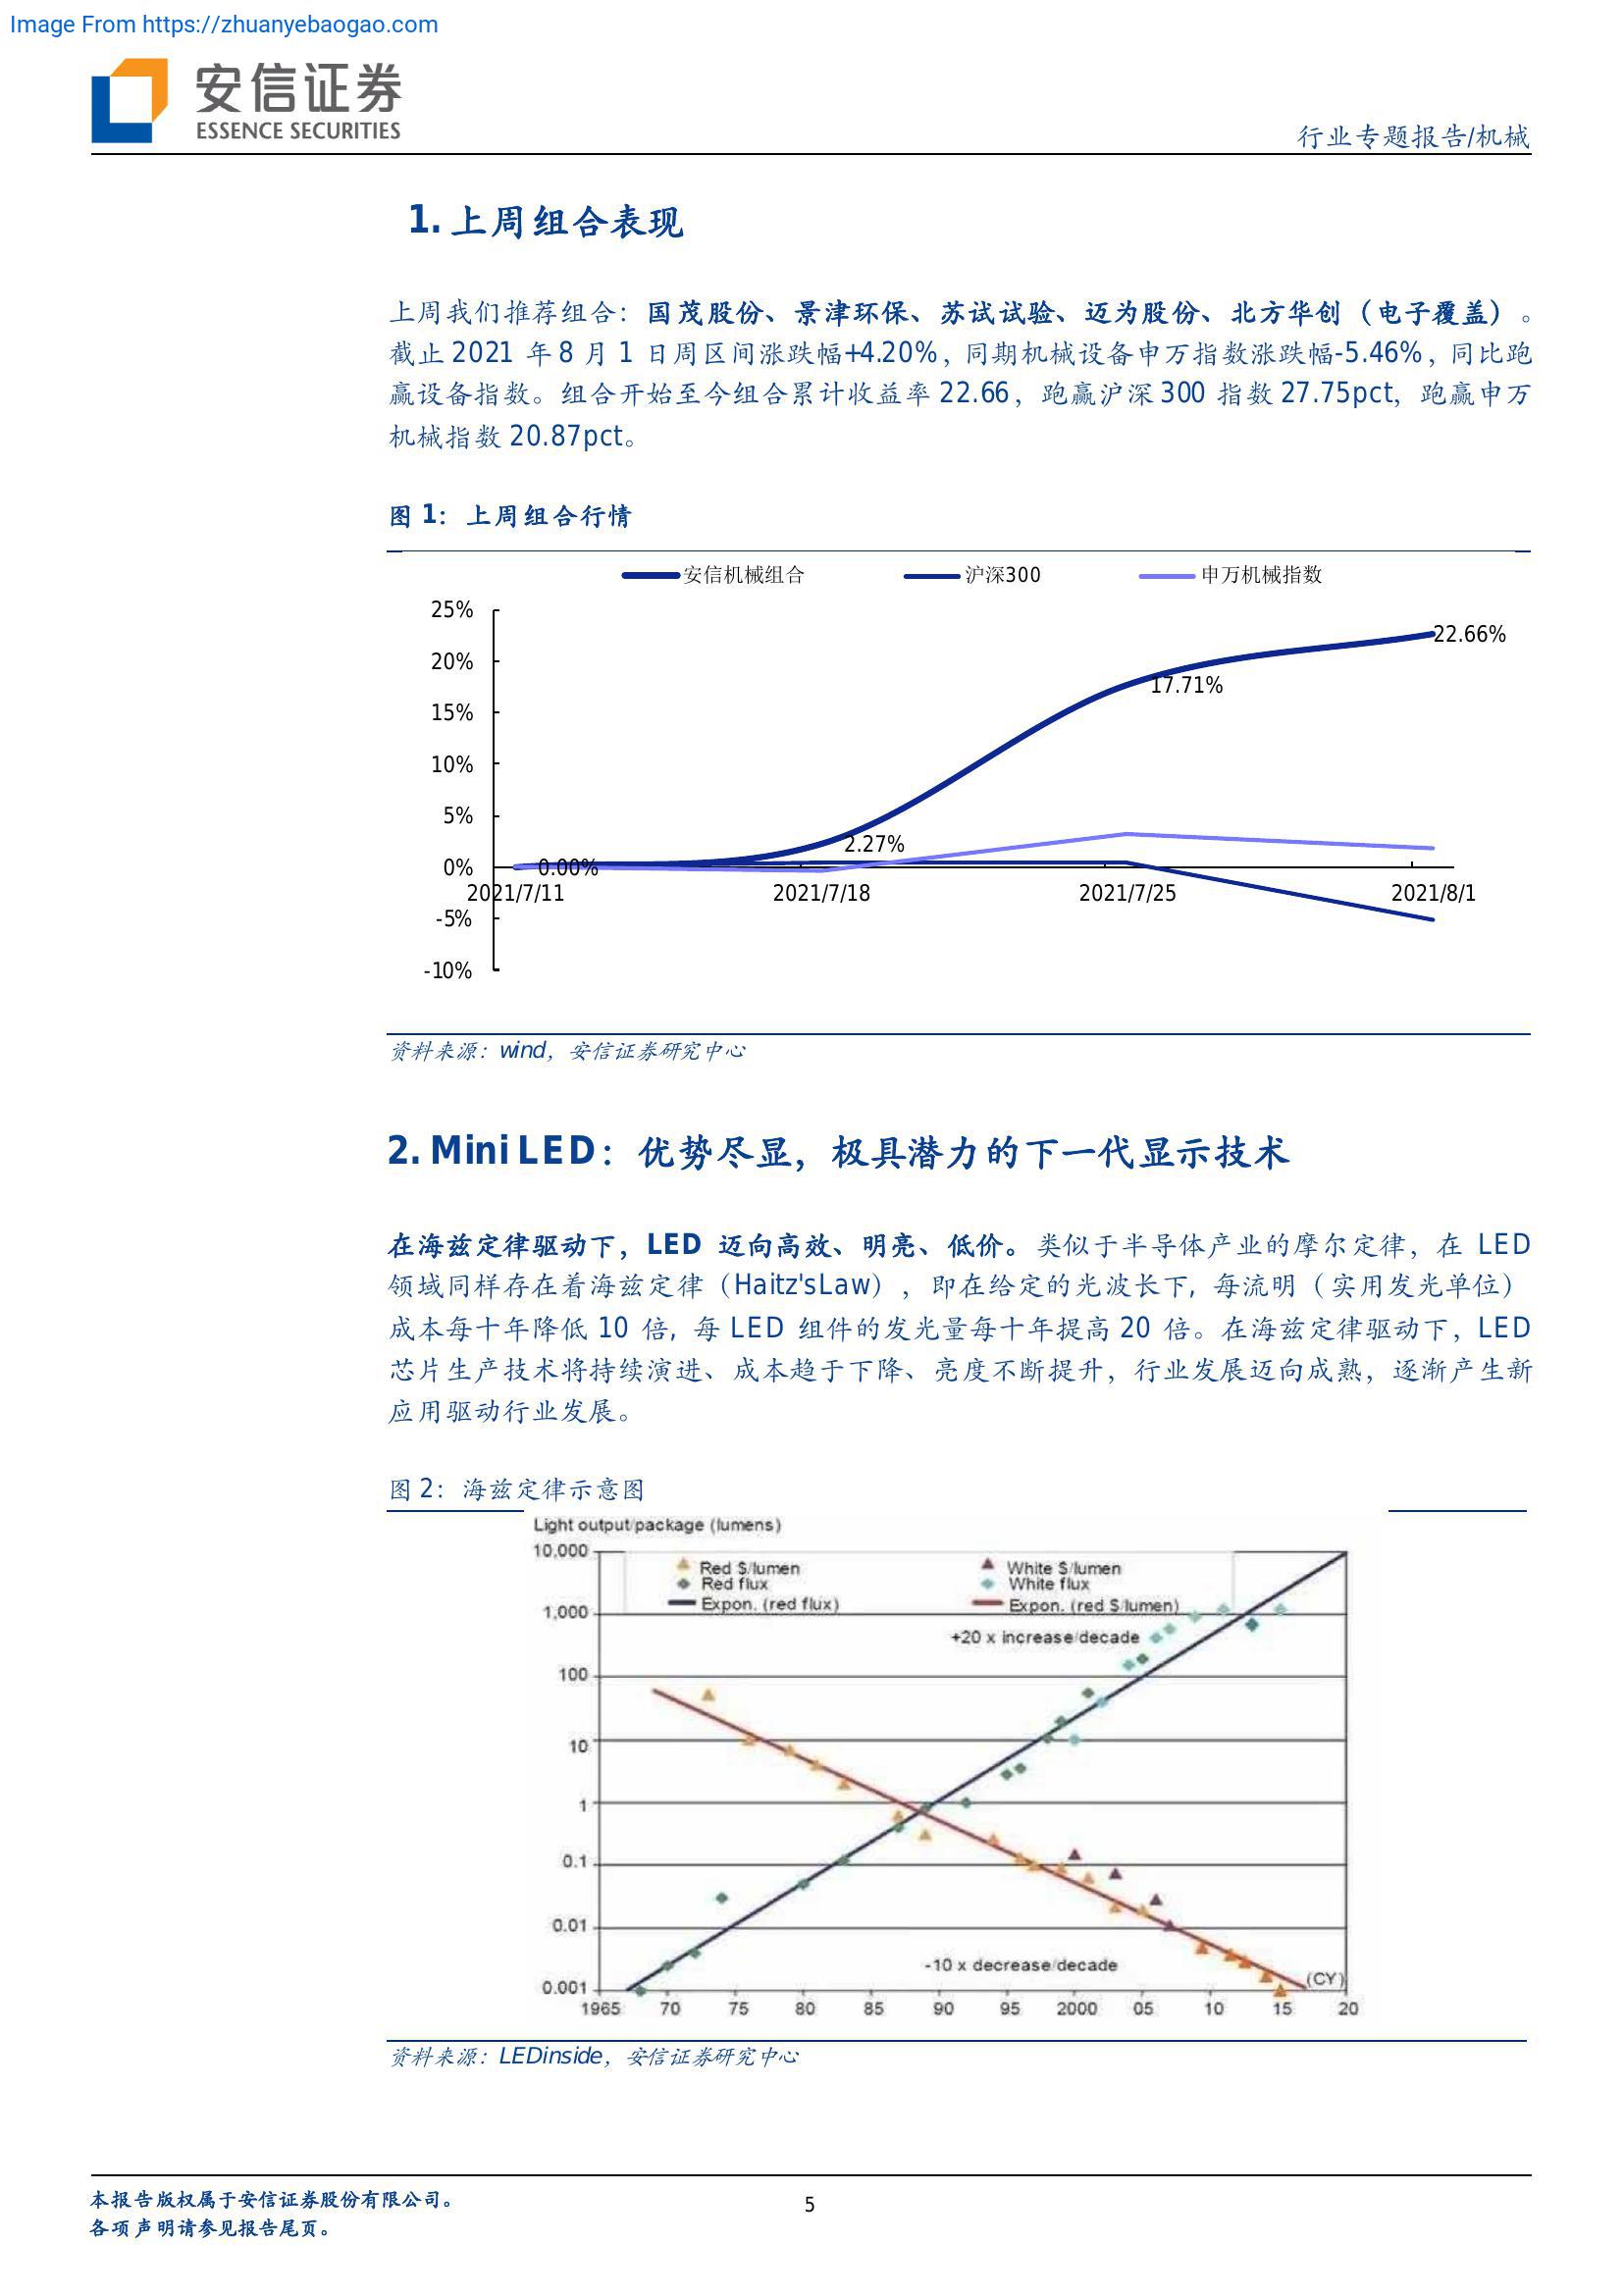 Image From https://zhuanyebaogao.com
安信证券
ESSENCE SECURITIES
行业专题报告/机械
1. 上周组合表现
上周我们推荐组合：国茂股份、景津环保、苏试试验、迈为股份、北方华创（电子覆盖）。
截止 2021 年 8 月 1 日周区间涨跌幅+4.20%，同期机械设备申万指数涨跌幅-5.46%，同比跑
赢设备指数。组合开始至今组合累计收益率 22.66，跑赢沪深 300 指数 27.75pct，跑赢申万
机械指数 20.87pct。
图 1：上周组合行情
安信机械组合 沪深300 申万机械指数
25%
20%
15%
10%
5%
0%
-5%
-10%
22.66%
17.71%
2.27%
0.00%
2021/7/11 2021/7/18 2021/7/25 2021/8/1
资料来源：wind，安信证券研究中心
2. Mini LED：优势尽显，极具潜力的下一代显示技术
在海兹定律驱动下，LED 迈向高效、明亮、低价。类似于半导体产业的摩尔定律，在 LED
领域同样存在着海兹定律（Haitz'sLaw），即在给定的光波长下，每流明（实用发光单位）
成本每十年降低 10 倍，每 LED 组件的发光量每十年提高 20 倍。在海兹定律驱动下，LED
芯片生产技术将持续演进、成本趋于下降、亮度不断提升，行业发展迈向成熟，逐渐产生新
应用驱动行业发展。
图 2：海兹定律示意图
Light output/package (lumens)
10,000
1,000
100
10
1
0.1
0.01
0.001
Red $/lumen White $/lumen
Red flux White flux
Expon. (red flux) Expon. (red $/lumen)
+20 x increase/decade
-10 x decrease/decade
(CY)
1965 70 75 80 85 90 95 2000 05 10 15 20
资料来源：LEDinside，安信证券研究中心
本报告版权属于安信证券股份有限公司。
各项声明请参见报告尾页。
5